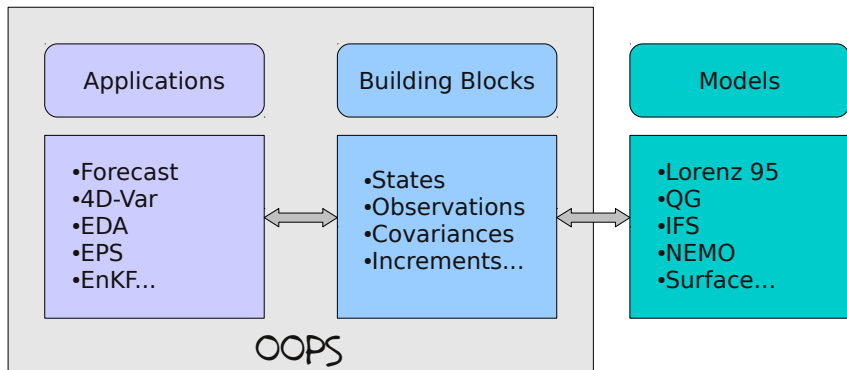 Applications
Building Blocks
Models
•Forecast
•4D-Var
•EDA
•EPS
•EnKF...
•States
•Observations
•Covariances
•Increments...
•Lorenz 95
•QG
•IFS
•NEMO
•Surface...
OOPS